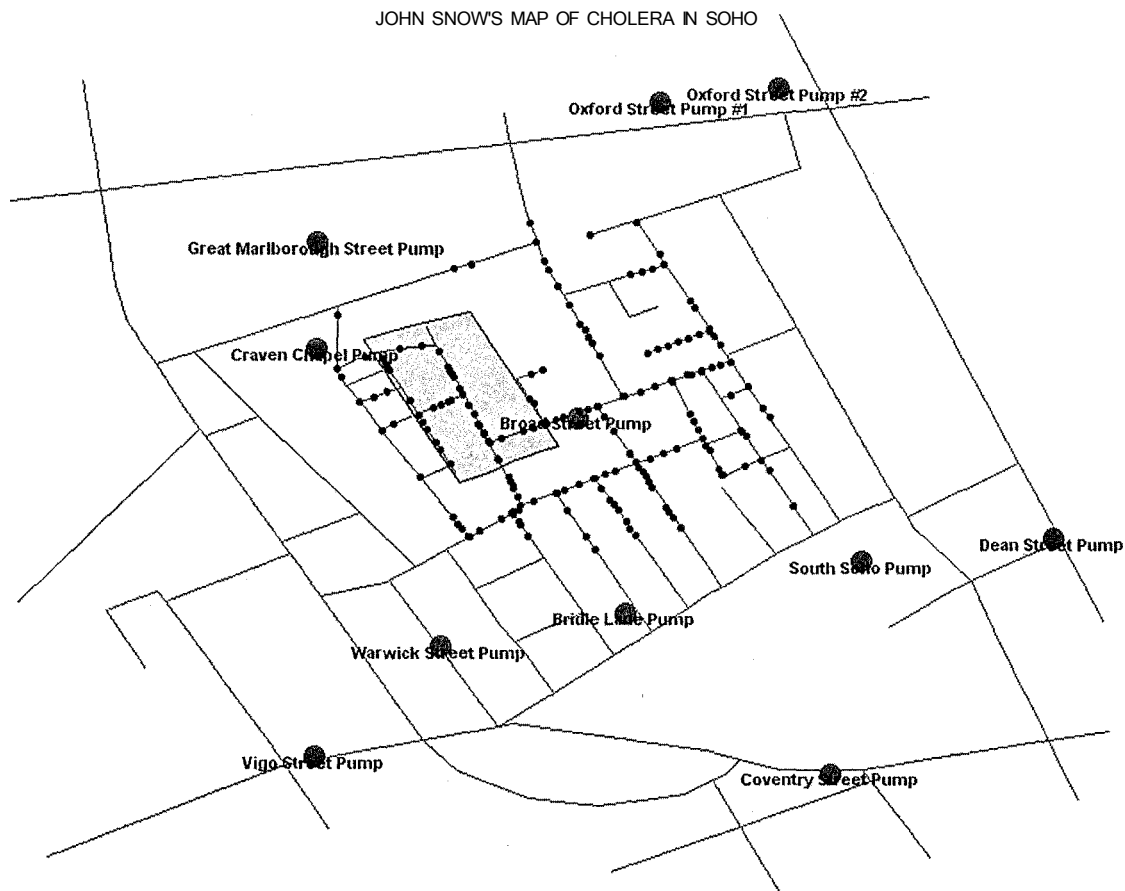 JOHN SNOW'S MAP OF CHOLERA IN SOHO
Oxford Street Pump #2
Oxford Street Pump #1
Great Marlborough Street Pump
Craven Chapel Pump
Broad Street Pump
Dean Street Pump
South Soho Pump
Bridle Lane Pump
Warwick Street Pump
Vigo Street Pump
Coventry Street Pump